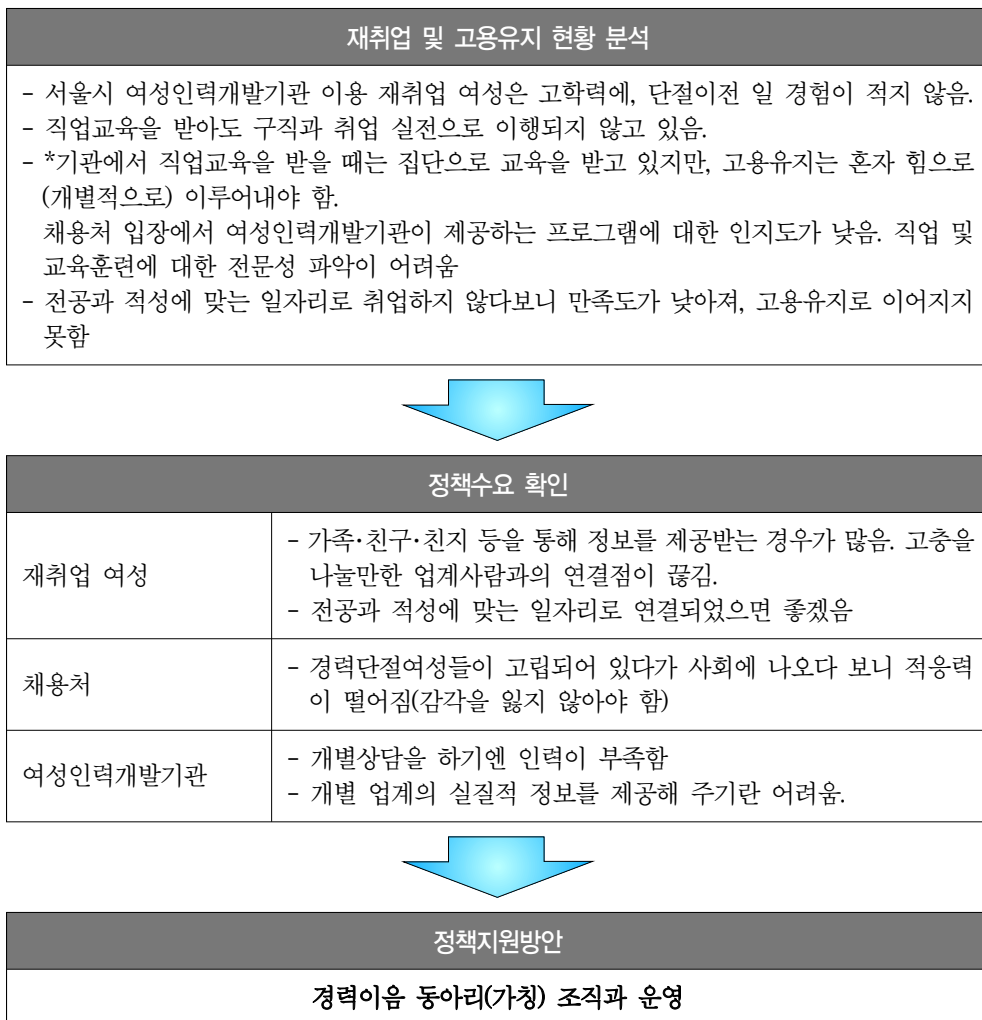 재취업 및 고용유지 현황 분석
- 서울시 여성인력개발기관 이용 재취업 여성은 고학력에, 단절이전 일 경험이 적지 않음.
- 직업교육을 받아도 구직과 취업 실전으로 이행되지 않고 있음.
- *기관에서 직업교육을 받을 때는 집단으로 교육을 받고 있지만, 고용유지는 혼자 힘으로
(개별적으로) 이루어내야 함.
채용처 입장에서 여성인력개발기관이 제공하는 프로그램에 대한 인지도가 낮음. 직업 및
교육훈련에 대한 전문성 파악이 어려움
- 전공과 적성에 맞는 일자리로 취업하지 않다보니 만족도가 낮아져, 고용유지로 이어지지
못함
정책수요 확인
재취업 여성
- 가족･친구･친지 등을 통해 정보를 제공받는 경우가 많음. 고충을
나눌만한 업계사람과의 연결점이 끊김.
- 전공과 적성에 맞는 일자리로 연결되었으면 좋겠음
채용처
- 경력단절여성들이 고립되어 있다가 사회에 나오다 보니 적응력
이 떨어짐(감각을 잃지 않아야 함)
여성인력개발기관
- 개별상담을 하기엔 인력이 부족함
- 개별 업계의 실질적 정보를 제공해 주기란 어려움.
정책지원방안
경력이음 동아리(가칭) 조직과 운영